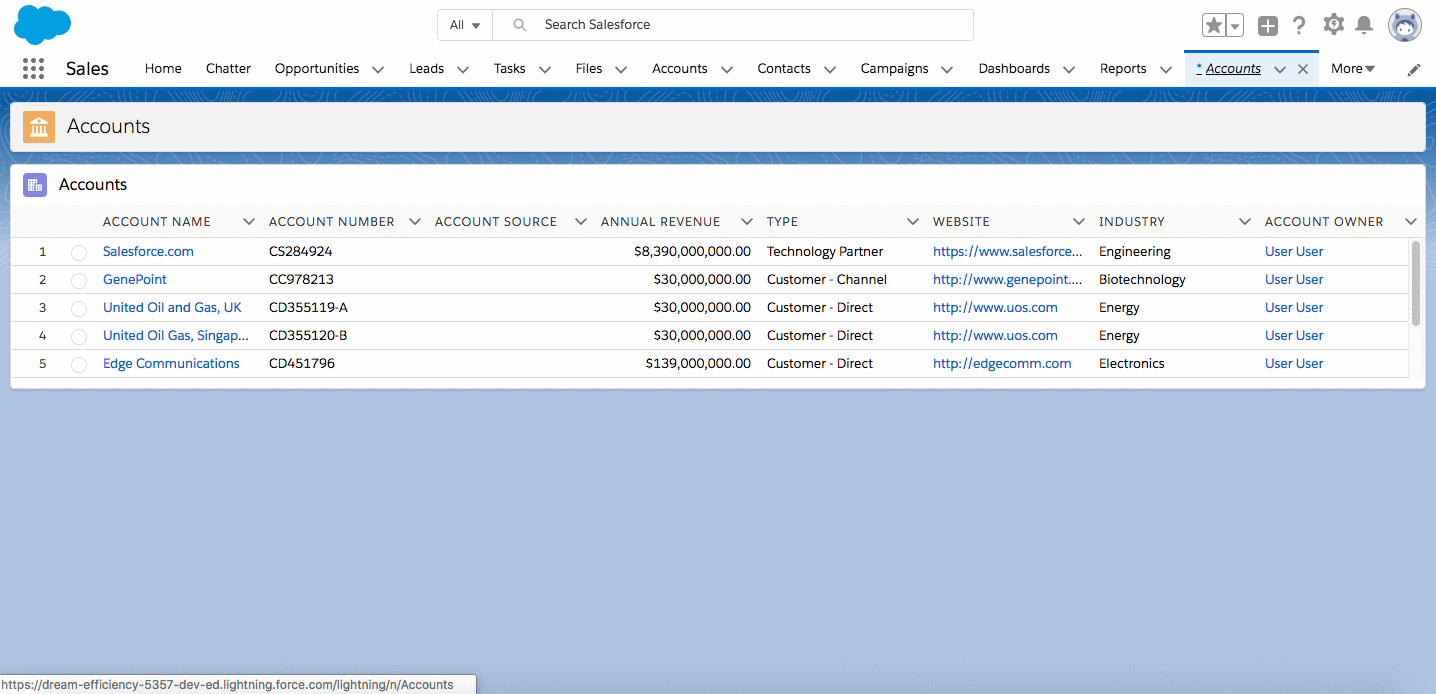 All Search Salesforce
Sales Home Chatter Opportunities Leads Tasks Files Accounts Contacts Campaigns Dashboards Reports * Accounts More
Accounts
Accounts
ACCOUNT NAME ACCOUNT NUMBER ACCOUNT SOURCE ANNUAL REVENUE TYPE WEBSITE INDUSTRY ACCOUNT OWNER
1 Salesforce.com CS284924 $8,390,000,000.00 Technology Partner https://www.salesforce... Engineering User User
2 GenePoint CC978213 $30,000,000.00 Customer - Channel http://www.genepoint.... Biotechnology User User
3 United Oil and Gas, UK CD355119-A $30,000,000.00 Customer - Direct http://www.uos.com Energy User User
4 United Oil Gas, Singap... CD355120-B $30,000,000.00 Customer - Direct http://www.uos.com Energy User User
5 Edge Communications CD451796 $139,000,000.00 Customer - Direct http://edgecomm.com Electronics User User
https://dream-efficiency-5357-dev-ed.lightning.force.com/lightning/n/Accounts